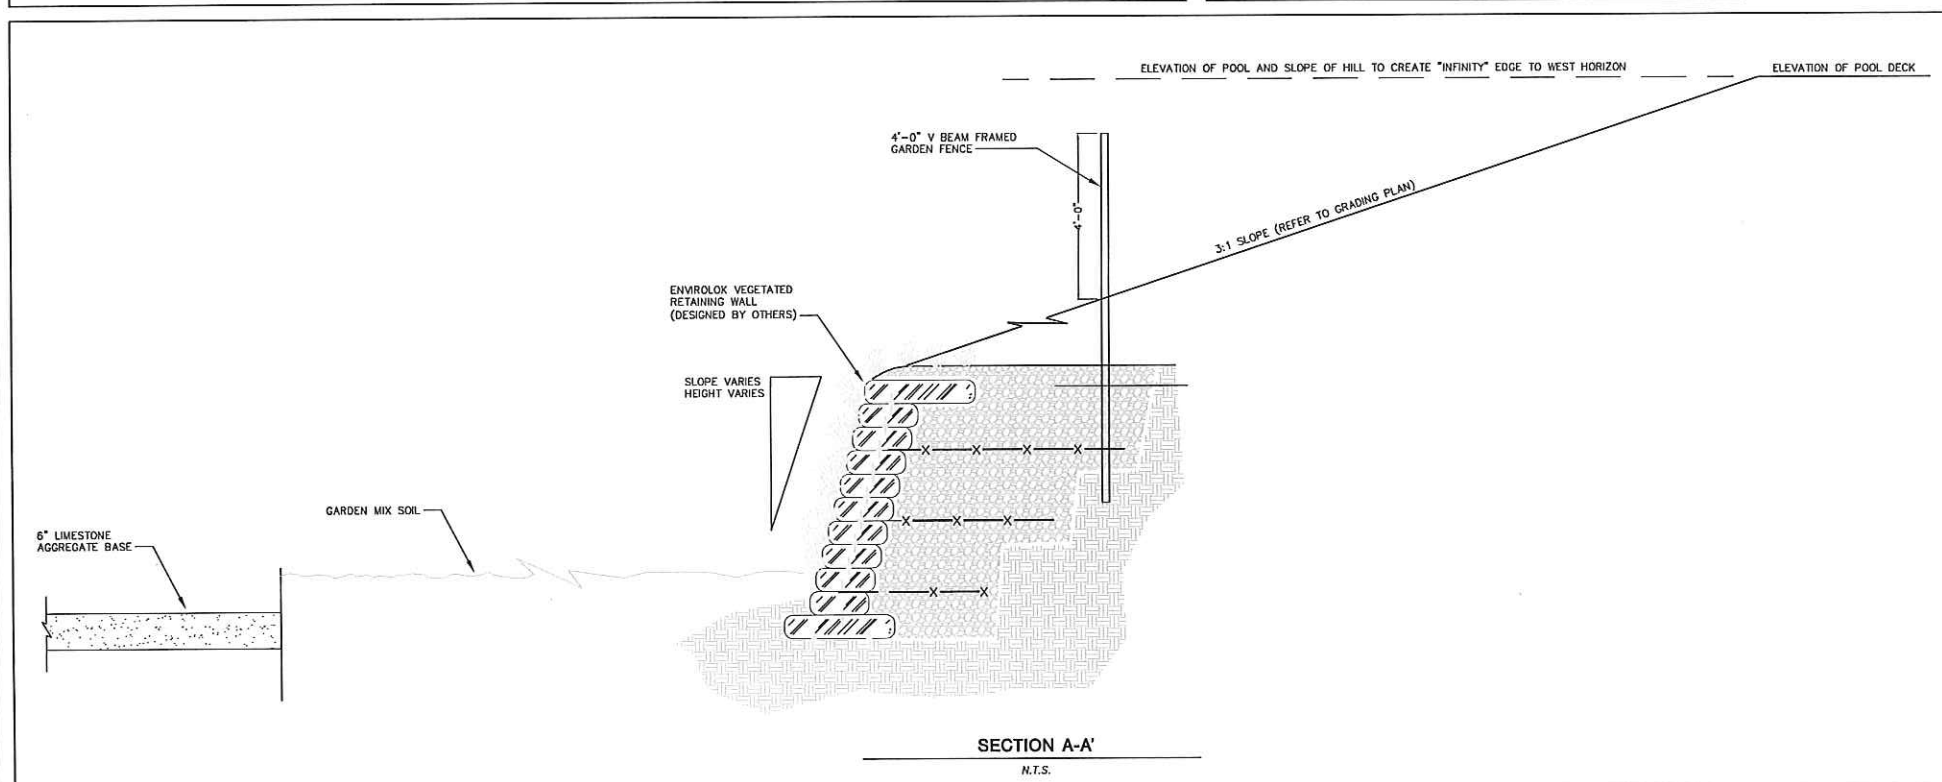 ELEVATION OF POOL AND SLOPE OF HILL TO CREATE "INFINITY" EDGE TO WEST HORIZON
ELEVATION OF POOL DECK
4'-0" V BEAM FRAMED
GARDEN FENCE
4'-0"
3:1 SLOPE (REFER TO GRADING PLAN)
ENVIROLOK VEGETATED
RETAINING WALL
(DESIGNED BY OTHERS)
SLOPE VARIES
HEIGHT VARIES
GARDEN MIX SOIL
6" LIMESTONE
AGGREGATE BASE
SECTION A-A'
N.T.S.